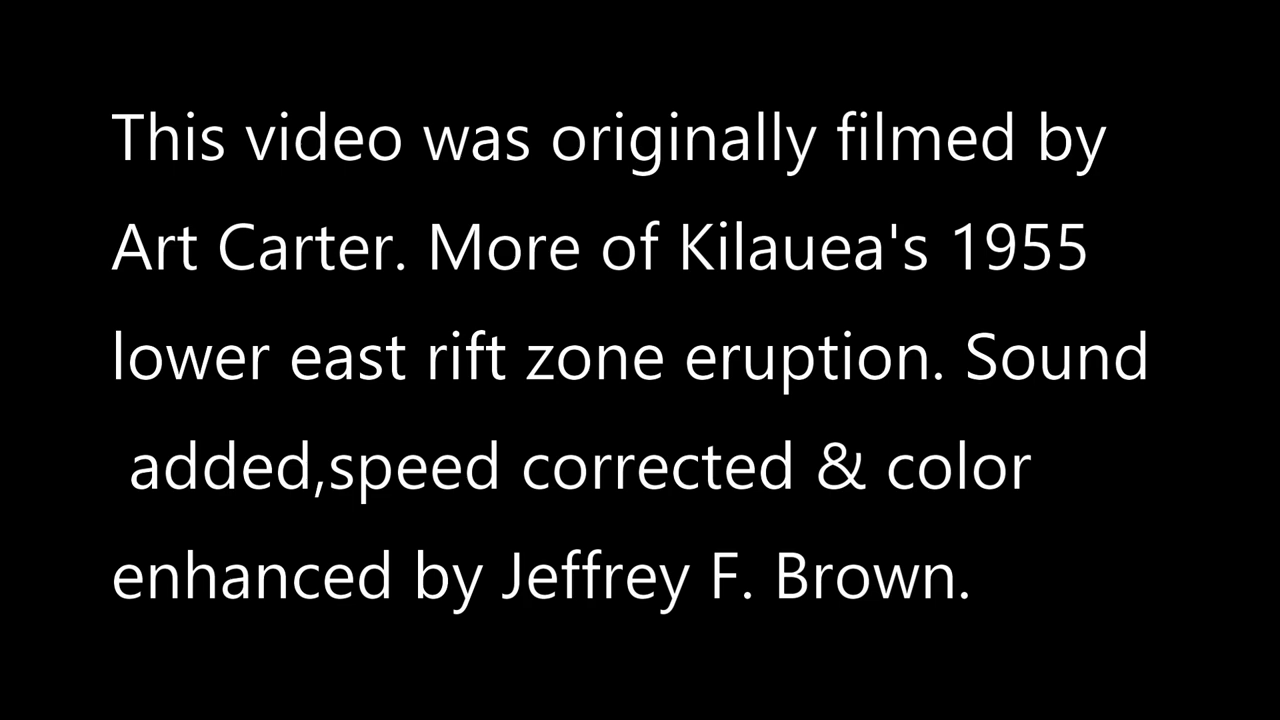 This video was originally filmed by
Art Carter. More of Kilauea's 1955
lower east rift zone eruption. Sound
added,speed corrected & color
enhanced by Jeffrey F. Brown.